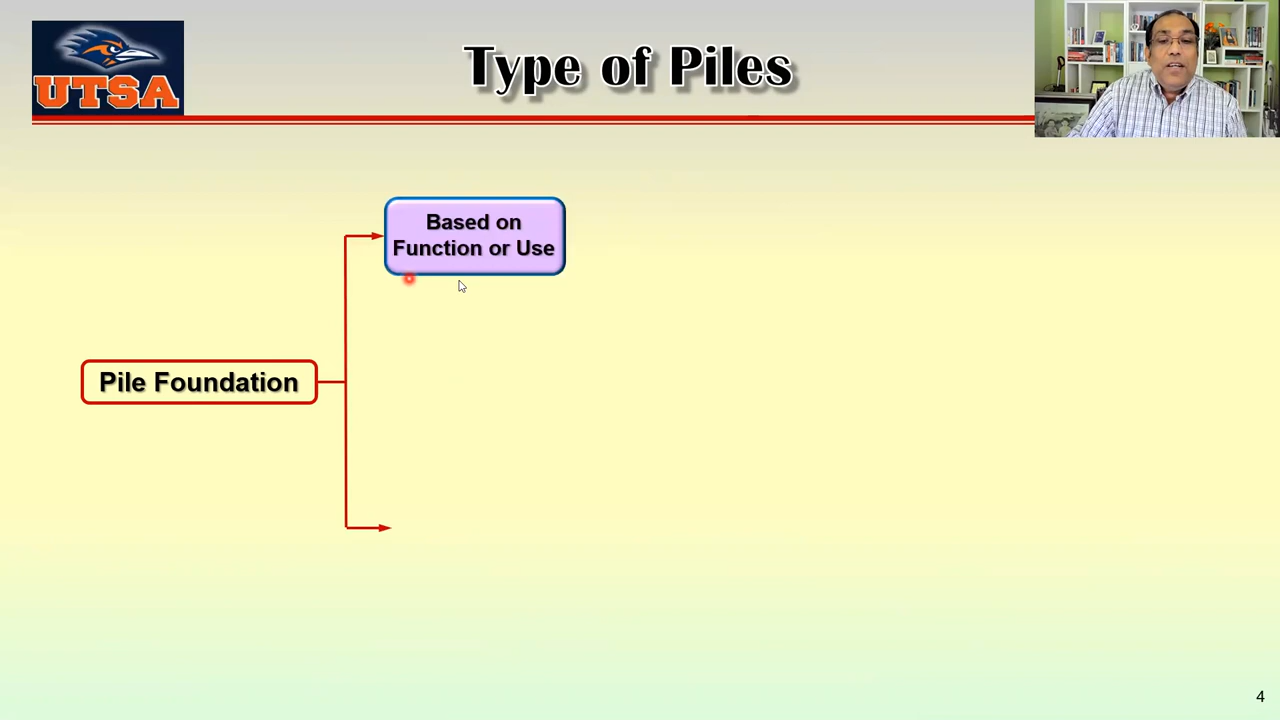 UTSA
Type of Piles
Based on
Function or Use
Pile Foundation
4